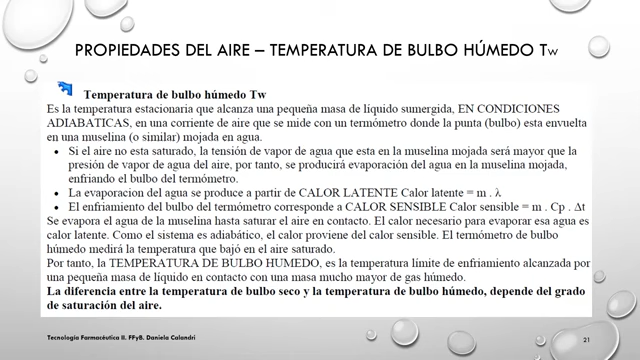 PROPIEDADES DEL AIRE – TEMPERATURA DE BULBO HÚMEDO Tw
Temperatura de bulbo húmedo Tw
Es la temperatura estacionaria que alcanza una pequeña masa de líquido sumergida, EN CONDICIONES
ADIABATICAS, en una corriente de aire que se mide con un termómetro donde la punta (bulbo) esta envuelta
en una muselina (o similar) mojada en agua.
• Si el aire no esta saturado, la tensión de vapor de agua que esta en la muselina mojada será mayor que la
presión de vapor de agua del aire, por tanto, se producirá evaporación del agua en la muselina mojada,
enfriando el bulbo del termómetro.
• La evaporacion del agua se produce a partir de CALOR LATENTE Calor latente = m . λ
• El enfriamiento del bulbo del termómetro corresponde a CALOR SENSIBLE Calor sensible = m . Cp . Δt
Se evapora el agua de la muselina hasta saturar el aire en contacto. El calor necesario para evaporar esa agua es
calor latente. Como el sistema es adiabático, el calor proviene del calor sensible. El termómetro de bulbo
húmedo medirá la temperatura que bajó en el aire saturado.
Por tanto, la TEMPERATURA DE BULBO HUMEDO, es la temperatura límite de enfriamiento alcanzada por
una pequeña masa de líquido en contacto con una masa mucho mayor de gas húmedo.
La diferencia entre la temperatura de bulbo seco y la temperatura de bulbo húmedo, depende del grado
de saturación del aire.
Tecnología Farmacéutica II. FFyB. Daniela Calandri
21